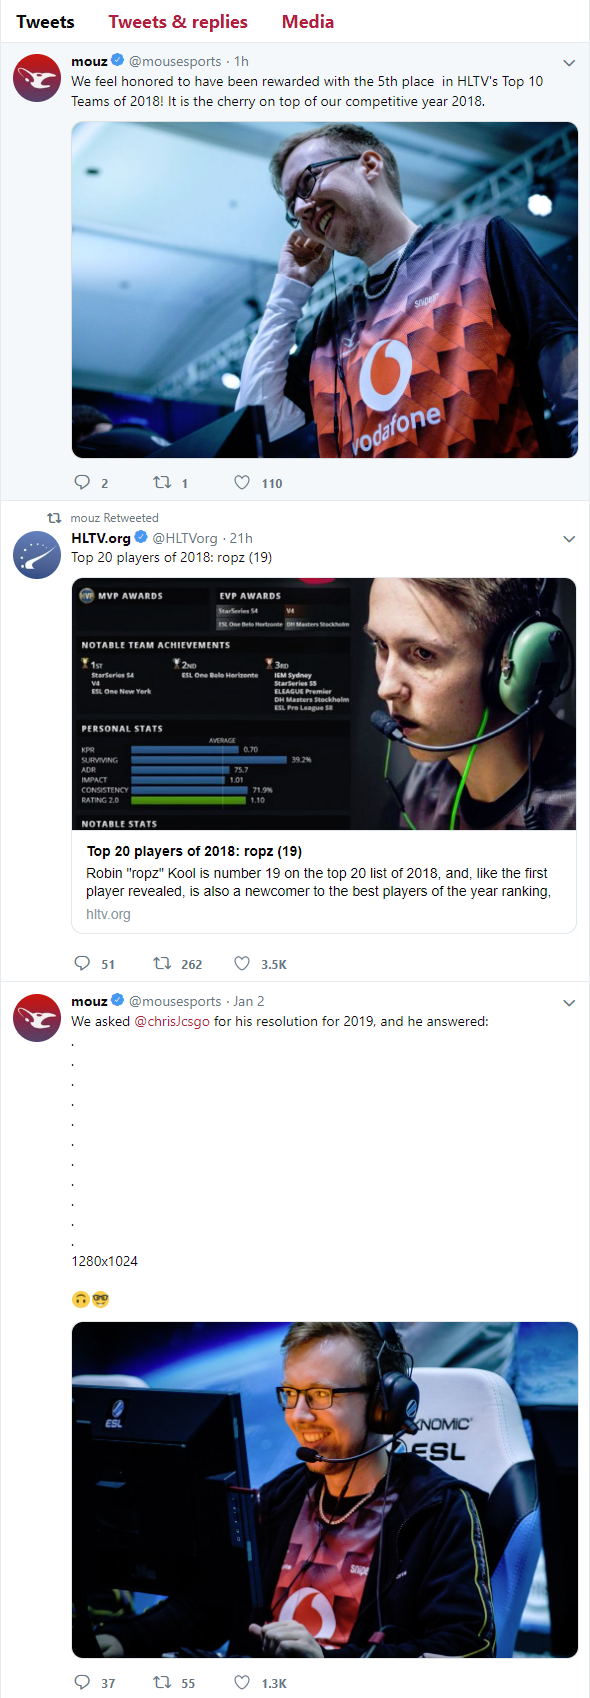 Tweets Tweets & replies Media
mouz @mousesports · 1h
We feel honored to have been rewarded with the 5th place in HLTV's Top 10
Teams of 2018! It is the cherry on top of our competitive year 2018.
vodafone
2 1 110
mouz Retweeted
HLTV.org @HLTVorg · 21h
Top 20 players of 2018: ropz (19)
MVP AWARDS EVP AWARDS
StarSeries S4 V4
ESL One Belo Horizonte DH Masters Stockholm
NOTABLE TEAM ACHIEVEMENTS
1ST 2ND 3RD
StarSeries S4 ESL One Belo Horizonte IEM Sydney
V4 StarSeries S5
ESL One New York ELEAGUE Premier
DH Masters Stockholm
ESL Pro League S8
PERSONAL STATS
AVERAGE
KPR 0.70
SURVIVING 39.2%
ADR 75.7
IMPACT 1.01
CONSISTENCY 71.9%
RATING 2.0 1.10
NOTABLE STATS
Top 20 players of 2018: ropz (19)
Robin "ropz" Kool is number 19 on the top 20 list of 2018, and, like the first
player revealed, is also a newcomer to the best players of the year ranking,
hltv.org
51 262 3.5K
mouz @mousesports · Jan 2
We asked @chrisJcsgo for his resolution for 2019, and he answered:
.
.
.
.
.
.
.
.
.
.
.
1280x1024
🙃🤓
ESL
KNOMIC
ESL
37 55 1.3K